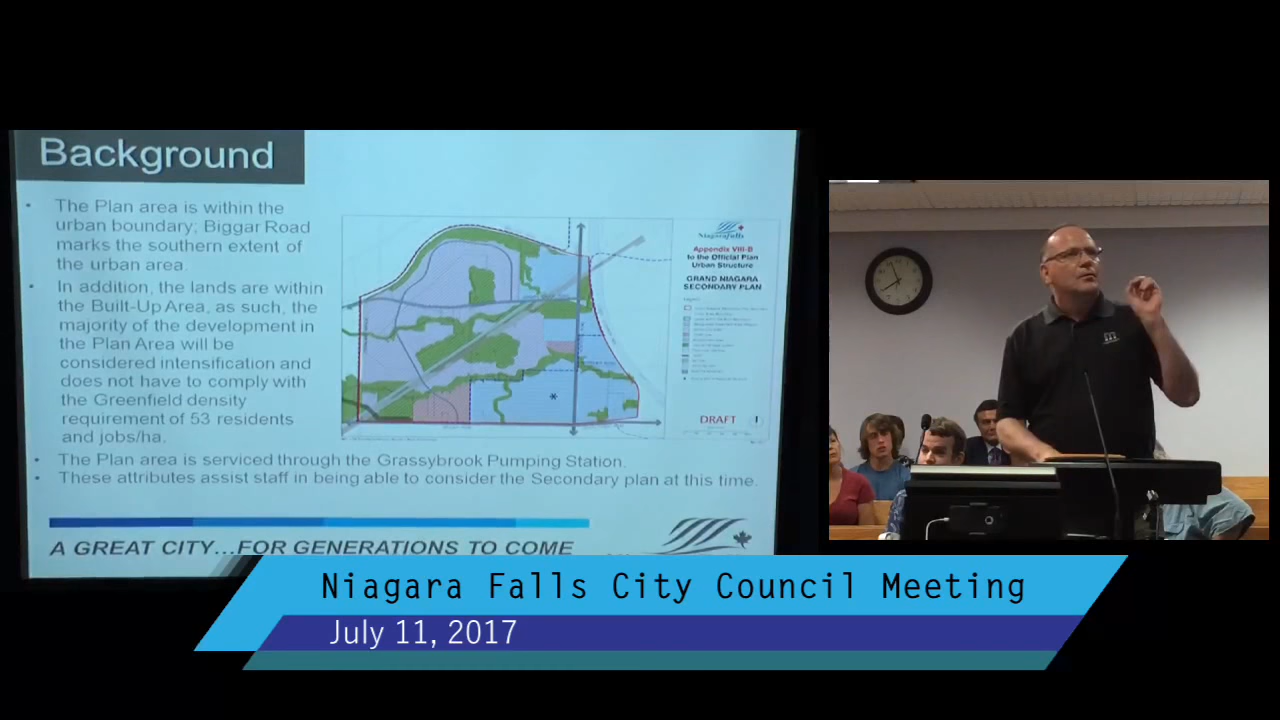 Background
• The Plan area is within the
urban boundary; Biggar Road
marks the southern extent of
the urban area
• In addition, the lands are within
the Built-Up Area, as such, the
majority of the development in
the Plan Area will be
considered intensification and
does not have to comply with
the Greenfield density
requirement of 53 residents
and jobs/ha.
• The Plan area is serviced through the Grassybrook Pumping Station.
• These attributes assist staff in being able to consider the Secondary plan at this time.
Niagarafalls
Appendix VIII-B
to the Official Plan
Urban Structure
GRAND NIAGARA
SECONDARY PLAN
DRAFT
A GREAT CITY...FOR GENERATIONS TO COME
Niagara Falls City Council Meeting
July 11, 2017